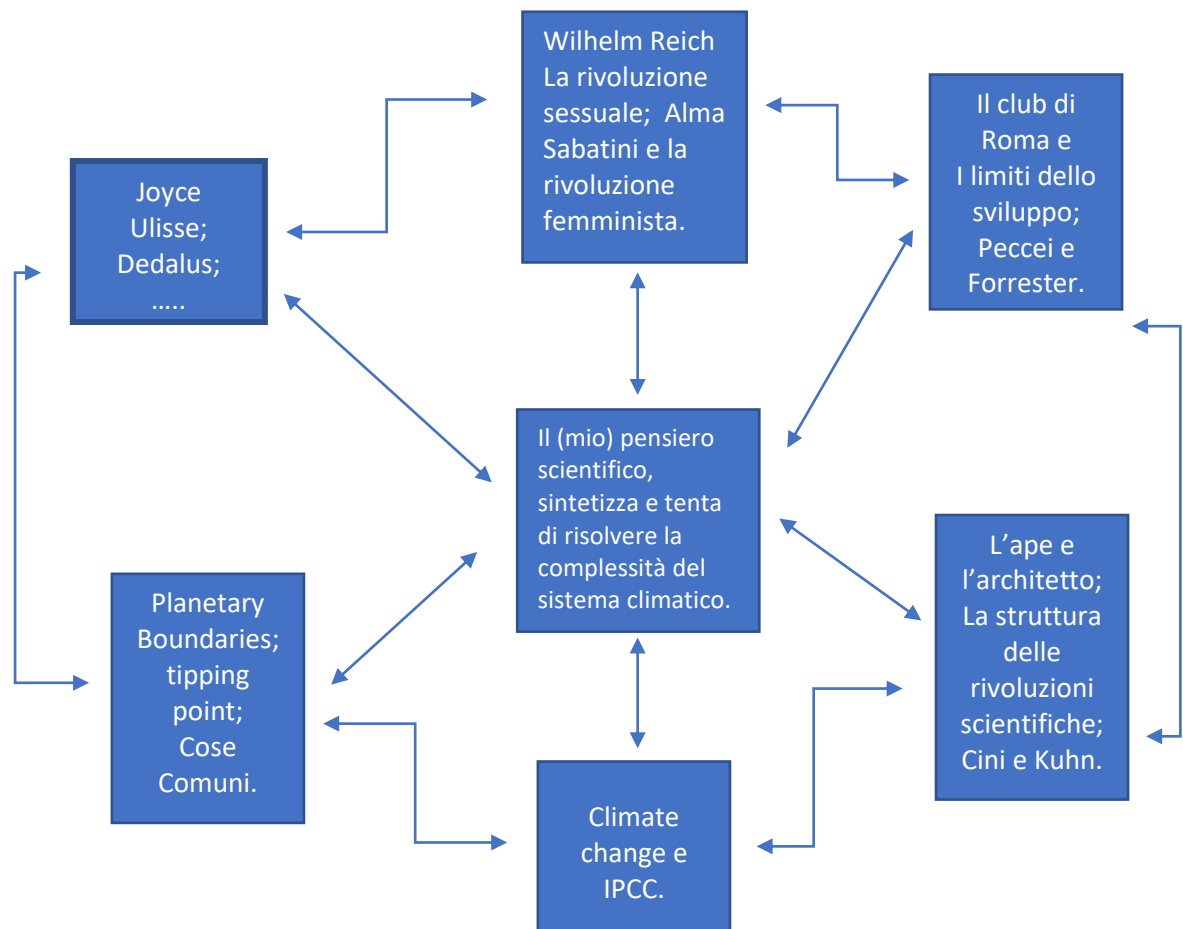 Wilhelm Reich
La rivoluzione
sessuale; Alma
Sabatini e la
rivoluzione
femminista.
Il club di
Roma e
I limiti dello
sviluppo;
Peccei e
Forrester.
Joyce
Ulisse;
Dedalus;
…..
Il (mio) pensiero
scientifico,
sintetizza e tenta
di risolvere la
complessità del
sistema climatico.
L’ape e
l’architetto;
La struttura
delle
rivoluzioni
scientifiche;
Cini e Kuhn.
Planetary
Boundaries;
tipping
point;
Cose
Comuni.
Climate
change e
IPCC.